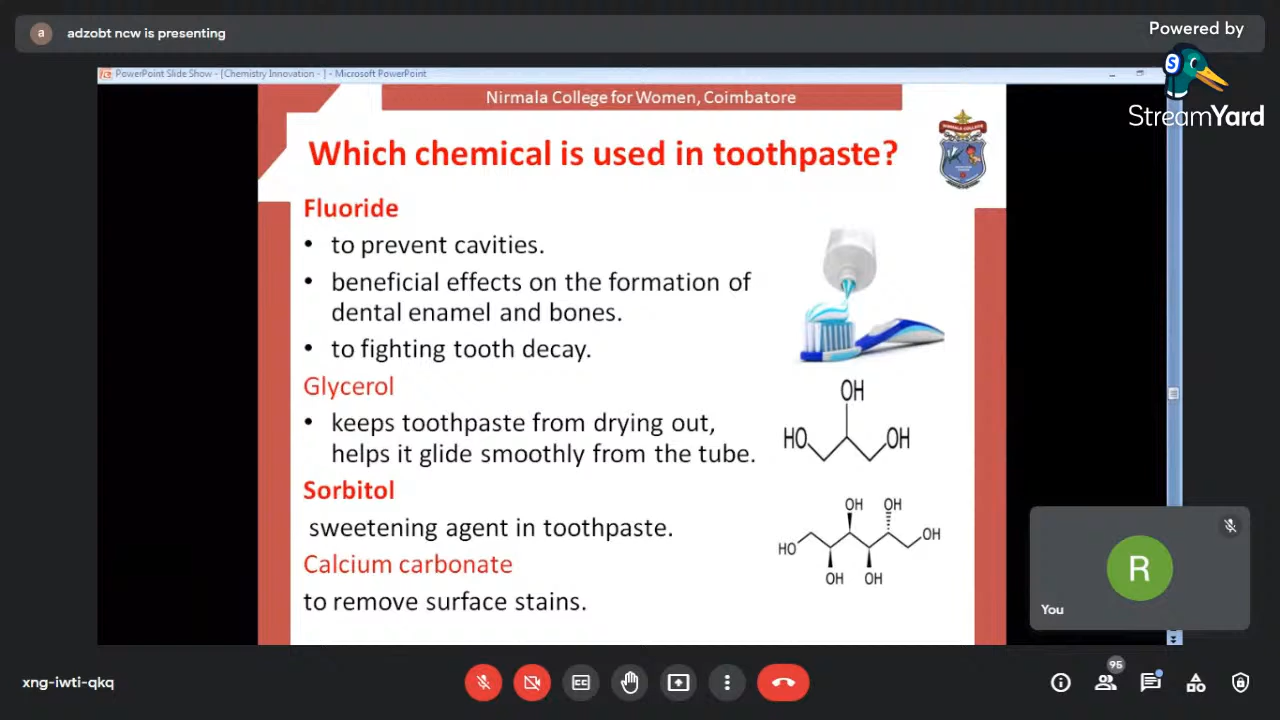 a
adzobt ncw is presenting
Powered by
S
StreamYard
PowerPoint Slide Show - [Chemistry Innovation - ] - Microsoft PowerPoint
Nirmala College for Women, Coimbatore
Which chemical is used in toothpaste?
Fluoride
• to prevent cavities.
• beneficial effects on the formation of
dental enamel and bones.
• to fighting tooth decay.
Glycerol
• keeps toothpaste from drying out,
helps it glide smoothly from the tube.
OH
HO
OH
Sorbitol
sweetening agent in toothpaste.
Calcium carbonate
to remove surface stains.
OH OH
HO
OH
OH OH
R
You
xng-iwti-qkq
CC
95